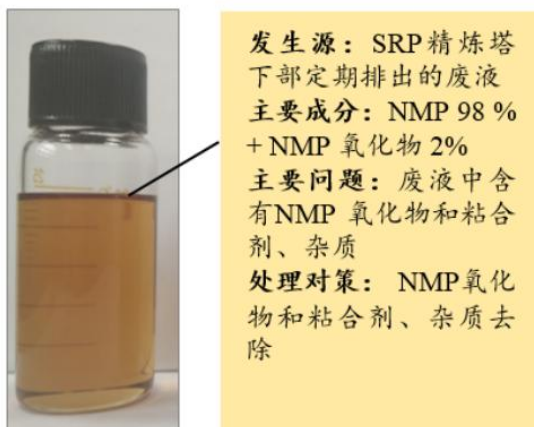 发生源：SRP精炼塔
下部定期排出的废液
主要成分：NMP 98 %
+ NMP 氧化物 2%
主要问题：废液中含
有NMP 氧化物和粘合
剂、杂质
处理对策： NMP氧化
物和粘合剂、杂质去
除